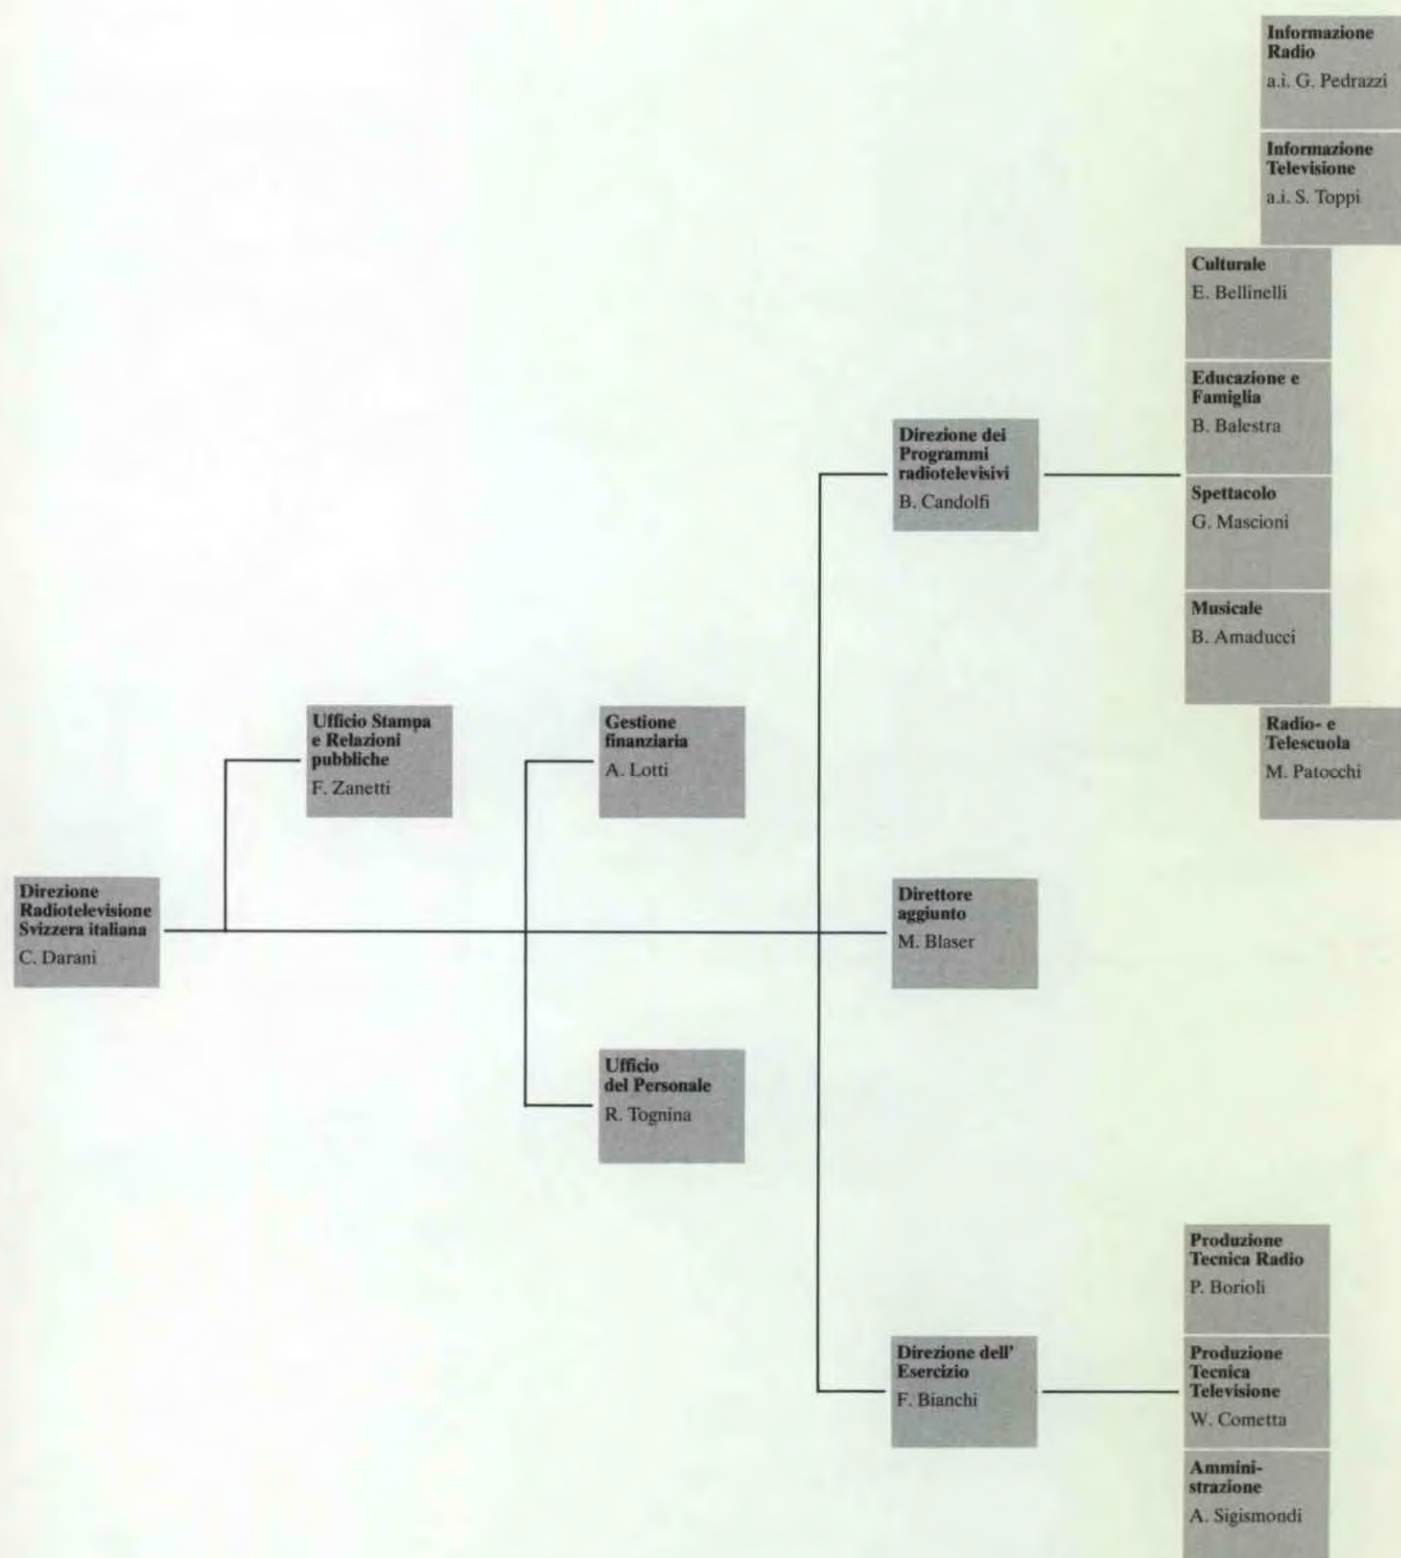 Informazione
Radio
a.i. G. Pedrazzi
Informazione
Televisione
a.i. S. Toppi
Culturale
E. Bellinelli
Educazione e
Famiglia
B. Balestra
Direzione dei
Programmi
radiotelevisivi
B. Candolfi
Spettacolo
G. Mascioni
Musicale
B. Amaducci
Ufficio Stampa
e Relazioni
pubbliche
F. Zanetti
Gestione
finanziaria
A. Lotti
Radio- e
Telescuola
M. Patocchi
Direzione
Radiotelevisione
Svizzera italiana
C. Darani
Direttore
aggiunto
M. Blaser
Ufficio
del Personale
R. Tognina
Produzione
Tecnica Radio
P. Borioli
Direzione dell'
Esercizio
F. Bianchi
Produzione
Tecnica
Televisione
W. Cometta
Ammini-
strazione
A. Sigismondi